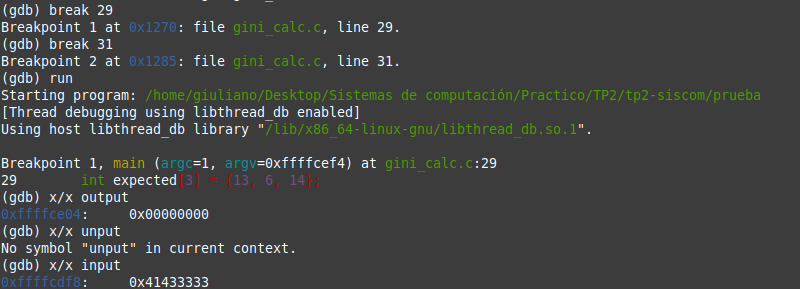 (gdb) break 29
Breakpoint 1 at 0x1270: file gini_calc.c, line 29.
(gdb) break 31
Breakpoint 2 at 0x1285: file gini_calc.c, line 31.
(gdb) run
Starting program: /home/giuliano/Desktop/Sistemas de computación/Practico/TP2/tp2-siscom/prueba
[Thread debugging using libthread_db enabled]
Using host libthread_db library "/lib/x86_64-linux-gnu/libthread_db.so.1".

Breakpoint 1, main (argc=1, argv=0xffffcef4) at gini_calc.c:29
29        int expected[3] = {13, 6, 14};
(gdb) x/x output
0xffffce04:     0x00000000
(gdb) x/x unput
No symbol "unput" in current context.
(gdb) x/x input
0xffffcdf8:     0x41433333